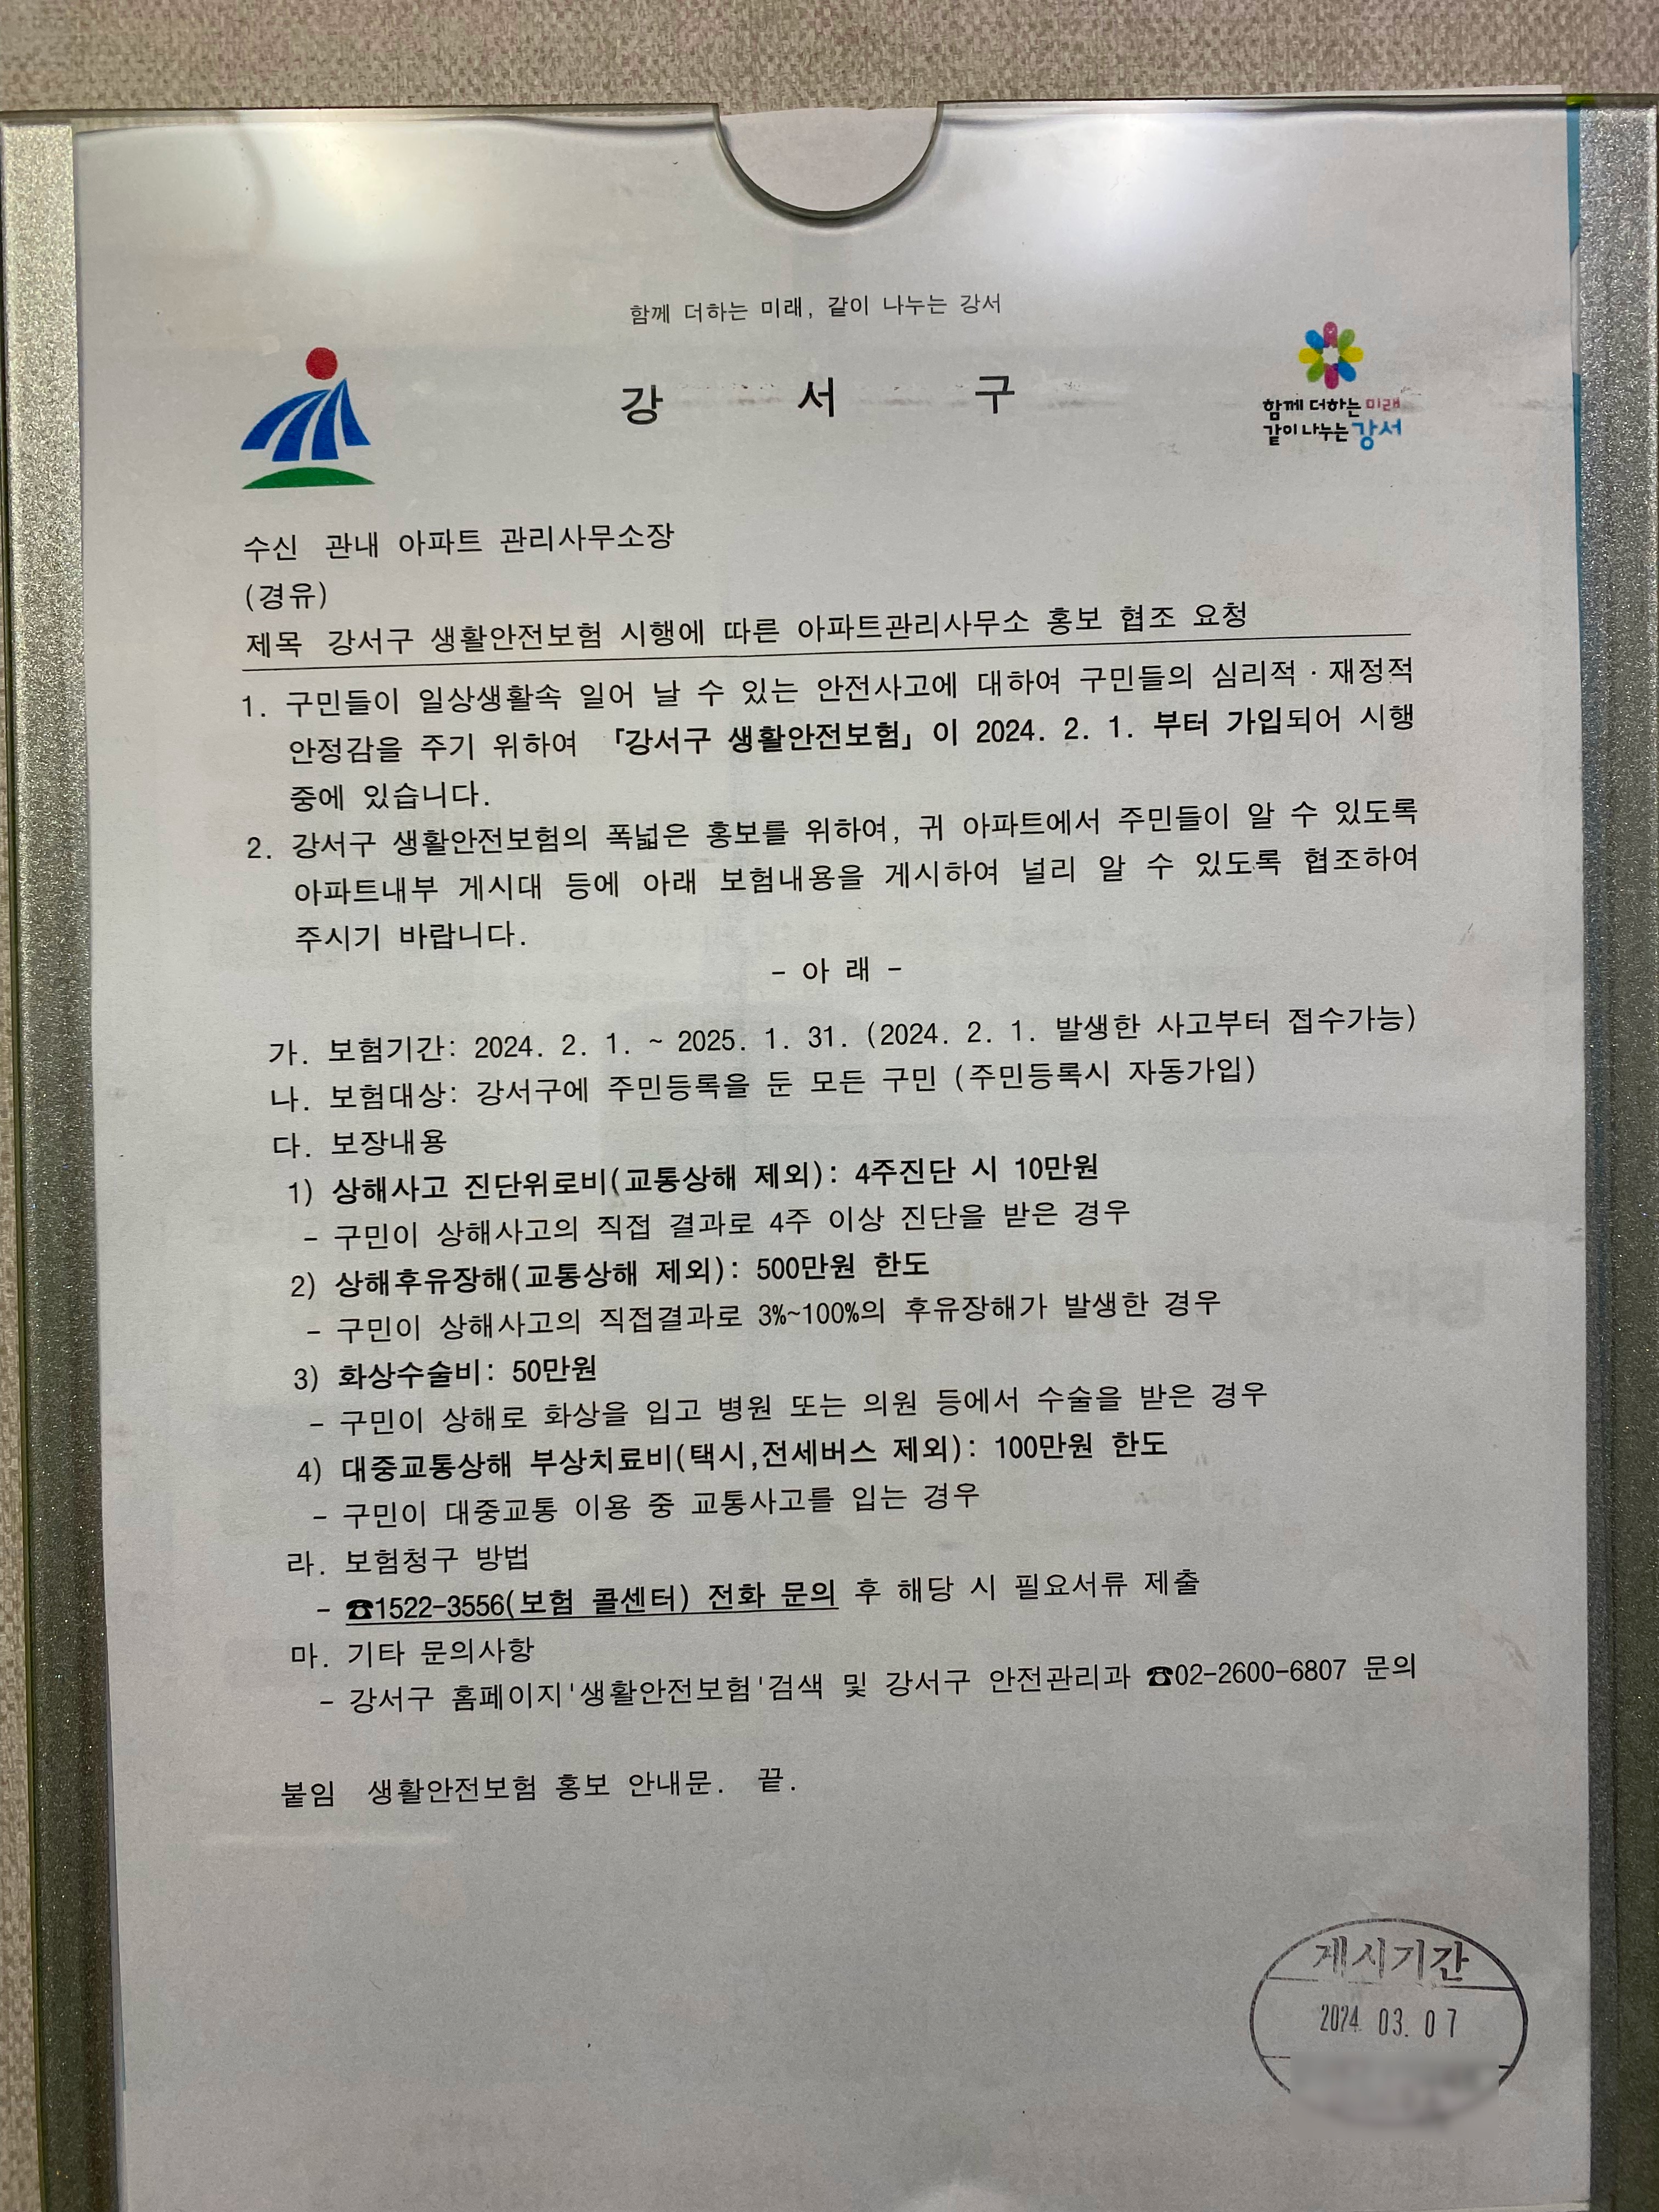 함께 더하는 미래, 같이 나누는 강서
강 서 구
함께 더하는 미래
같이 나누는 강서
수신 관내 아파트 관리사무소장
(경유)
제목 강서구 생활안전보험 시행에 따른 아파트관리사무소 홍보 협조 요청
1. 구민들이 일상생활속 일어 날 수 있는 안전사고에 대하여 구민들의 심리적·재정적
안정감을 주기 위하여 「강서구 생활안전보험」이 2024. 2. 1. 부터 가입되어 시행
중에 있습니다.
2. 강서구 생활안전보험의 폭넓은 홍보를 위하여, 귀 아파트에서 주민들이 알 수 있도록
아파트내부 게시대 등에 아래 보험내용을 게시하여 널리 알 수 있도록 협조하여
주시기 바랍니다.
- 아 래 -
가. 보험기간: 2024. 2. 1. ~ 2025. 1. 31. (2024. 2. 1. 발생한 사고부터 접수가능)
나. 보험대상: 강서구에 주민등록을 둔 모든 구민 (주민등록시 자동가입)
다. 보장내용
1) 상해사고 진단위로비(교통상해 제외): 4주진단 시 10만원
- 구민이 상해사고의 직접 결과로 4주 이상 진단을 받은 경우
2) 상해후유장해(교통상해 제외): 500만원 한도
- 구민이 상해사고의 직접결과로 3%~100%의 후유장해가 발생한 경우
3) 화상수술비: 50만원
- 구민이 상해로 화상을 입고 병원 또는 의원 등에서 수술을 받은 경우
4) 대중교통상해 부상치료비(택시,전세버스 제외): 100만원 한도
- 구민이 대중교통 이용 중 교통사고를 입는 경우
라. 보험청구 방법
- ☎1522-3556(보험 콜센터) 전화 문의 후 해당 시 필요서류 제출
마. 기타 문의사항
- 강서구 홈페이지'생활안전보험'검색 및 강서구 안전관리과 ☎02-2600-6807 문의
붙임 생활안전보험 홍보 안내문. 끝.
게시기간
2024 03. 07